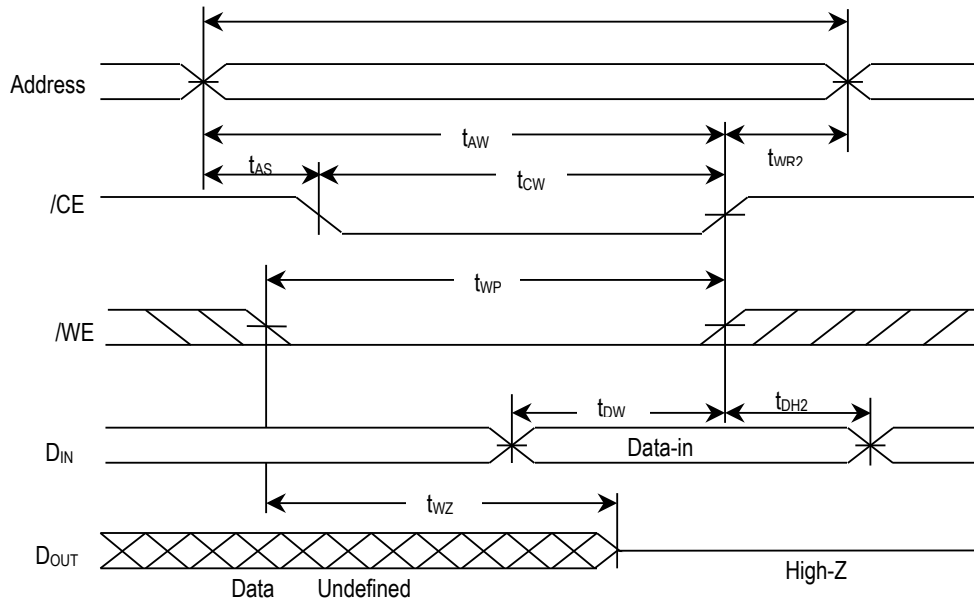 Address
tAW
tWR2
tAS
tCW
/CE
tWP
/WE
tDW
tDH2
DIN
Data-in
tWZ
DOUT
High-Z
Data Undefined